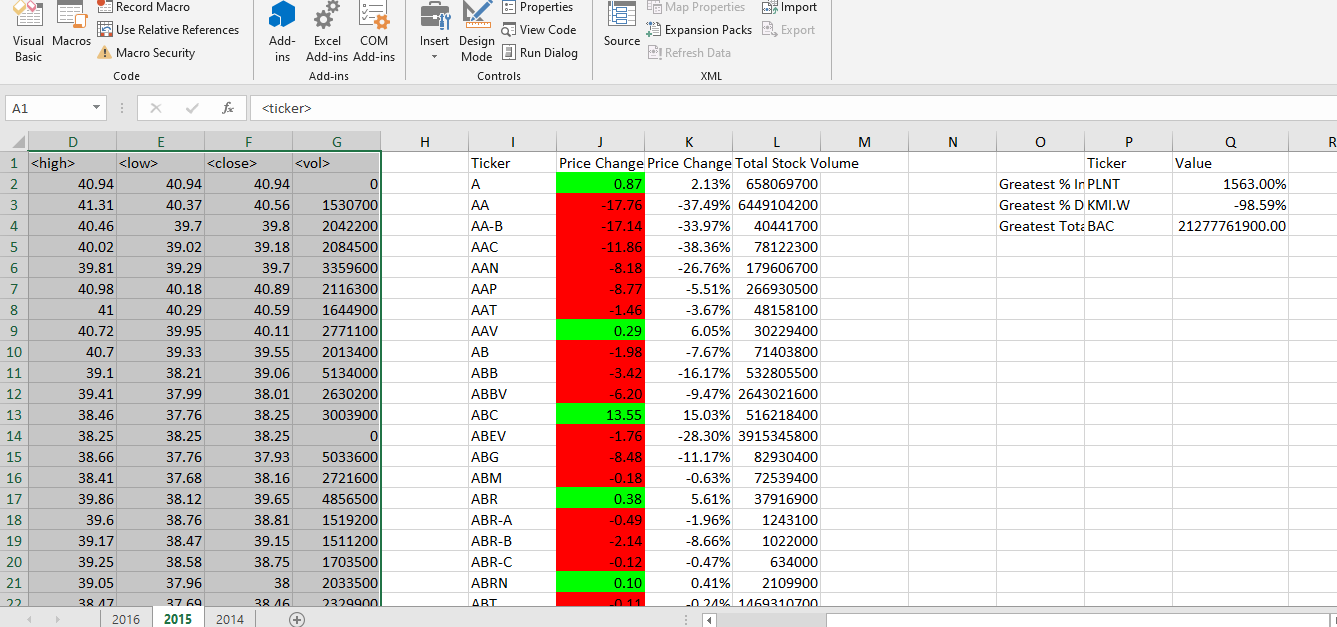 Record Macro Properties Map Properties Import
Visual Basic Macros Use Relative References Add-ins Excel Add-ins COM Add-ins Insert Design Mode View Code Source Expansion Packs Export
Macro Security Run Dialog Refresh Data
Code Add-ins Controls XML
A1 fx <ticker>
D E F G H I J K L M N O P Q R
1 <high> <low> <close> <vol> Ticker Price Change Price Change Total Stock Volume Ticker Value
2 40.94 40.94 40.94 0 A 0.87 2.13% 658069700 Greatest % In PLNT 1563.00%
3 41.31 40.37 40.56 1530700 AA -17.76 -37.49% 6449104200 Greatest % D KMI.W -98.59%
4 40.46 39.7 39.8 2042200 AA-B -17.14 -33.97% 40441700 Greatest Tota BAC 21277761900.00
5 40.02 39.02 39.18 2084500 AAC -11.86 -38.36% 78122300
6 39.81 39.29 39.7 3359600 AAN -8.18 -26.76% 179606700
7 40.98 40.18 40.89 2116300 AAP -8.77 -5.51% 266930500
8 41 40.29 40.59 1644900 AAT -1.46 -3.67% 48158100
9 40.72 39.95 40.11 2771100 AAV 0.29 6.05% 30229400
10 40.7 39.33 39.55 2013400 AB -1.98 -7.67% 71403800
11 39.1 38.21 39.06 5134000 ABB -3.42 -16.17% 532805500
12 39.41 37.99 38.01 2630200 ABBV -6.20 -9.47% 2643021600
13 38.46 37.76 38.25 3003900 ABC 13.55 15.03% 516218400
14 38.25 38.25 38.25 0 ABEV -1.76 -28.30% 3915345800
15 38.66 37.76 37.93 5033600 ABG -8.48 -11.17% 82930400
16 38.41 37.68 38.16 2721600 ABM -0.18 -0.63% 72539400
17 39.86 38.12 39.65 4856500 ABR 0.38 5.61% 37916900
18 39.6 38.76 38.81 1519200 ABR-A -0.49 -1.96% 1243100
19 39.17 38.47 39.15 1511200 ABR-B -2.14 -8.66% 1022000
20 39.25 38.58 38.75 1703500 ABR-C -0.12 -0.47% 634000
21 39.05 37.96 38 2033500 ABRN 0.10 0.41% 2109900
22 38.47 37.69 38.46 2329900 ABT -0.11 -0.24% 1469310700
2016 2015 2014